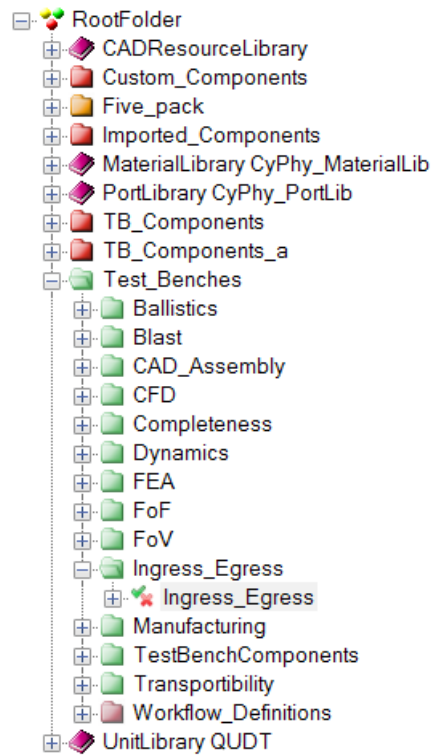 RootFolder
CADResourceLibrary
Custom_Components
Five_pack
Imported_Components
MaterialLibrary CyPhy_MaterialLib
PortLibrary CyPhy_PortLib
TB_Components
TB_Components_a
Test_Benches
Ballistics
Blast
CAD_Assembly
CFD
Completeness
Dynamics
FEA
FoF
FoV
Ingress_Egress
Ingress_Egress
Manufacturing
TestBenchComponents
Transportibility
Workflow_Definitions
UnitLibrary QUDT